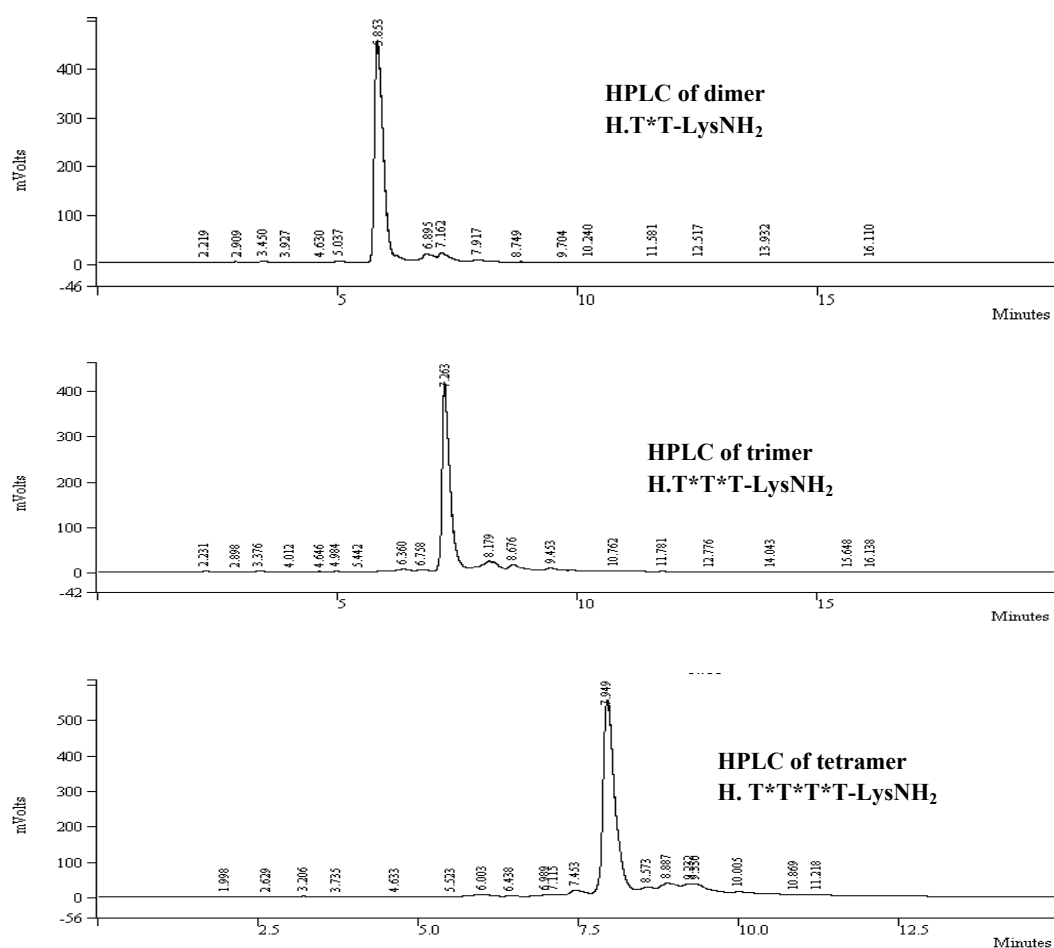 5.853
400
HPLC of dimer
H.T*T-LysNH2
300
200
mVolts
100
2.219 2.909 3.450 3.927 4.630 5.037 6.895 7.162 7.917 8.749 9.704 10.240 11.581 12.517 13.932 16.110
0
-46
5 10 15
Minutes
7.263
400
HPLC of trimer
H.T*T*T-LysNH2
300
200
mVolts
100
2.231 2.898 3.376 4.012 4.646 4.984 5.442 6.360 6.758 8.179 8.676 9.453 10.762 11.781 12.776 14.043 15.648 16.138
0
-42
5 10 15
Minutes
7.949
500
HPLC of tetramer
H. T*T*T*T-LysNH2
400
300
200
mVolts
100
1.998 2.629 3.206 3.735 4.633 5.523 6.003 6.438 6.989 7.115 7.453 8.573 8.887 10.005 10.869 11.218
0
-56
2.5 5.0 7.5 10.0 12.5
Minutes